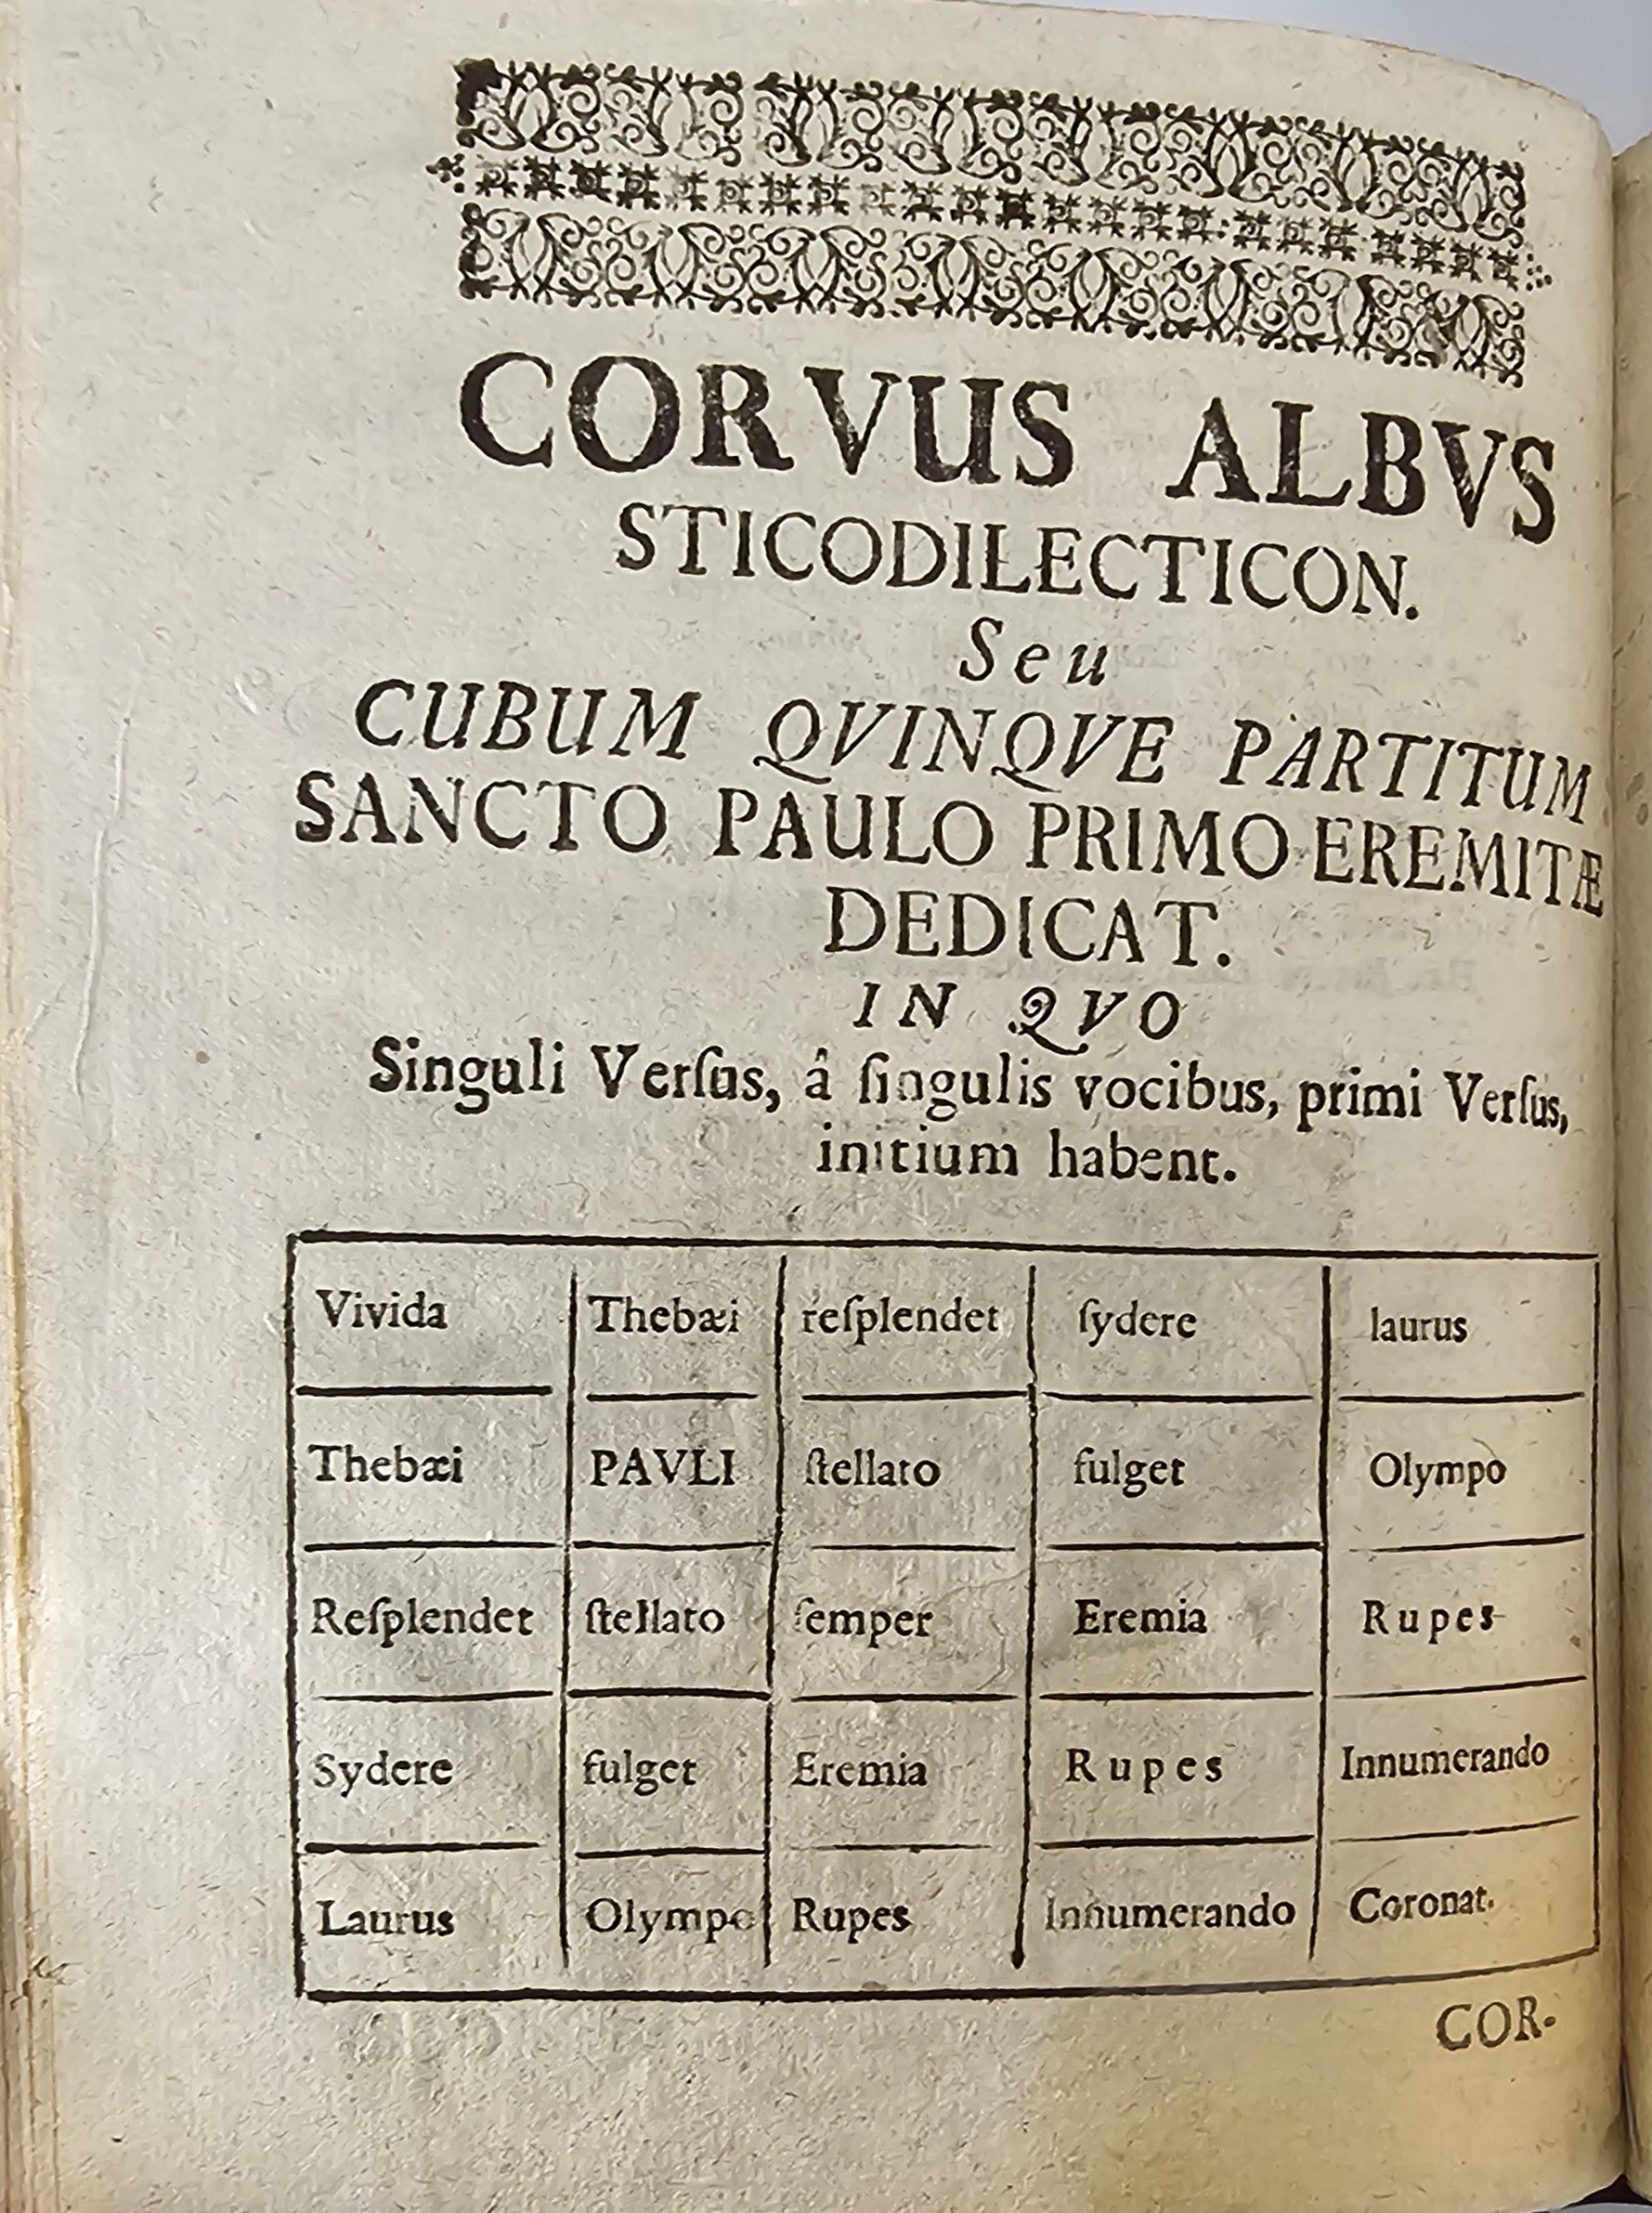 CORVUS ALBVS
STICODILECTICON.
Seu
CUBUM QVINQVE PARTITUM
SANCTO PAULO PRIMO EREMITÆ
DEDICAT.
IN QVO
Singuli Verſus, â ſingulis vocibus, primi Verſus,
initium habent.
Vivida Thebæi reſplendet ſydere laurus
Thebæi PAVLI ſtellato fulget Olympo
Reſplendet ſtellato ſemper Eremia Rupes
Sydere fulget Eremia Rupes Innumerando
Laurus Olympo Rupes Innumerando Coronat.
COR-